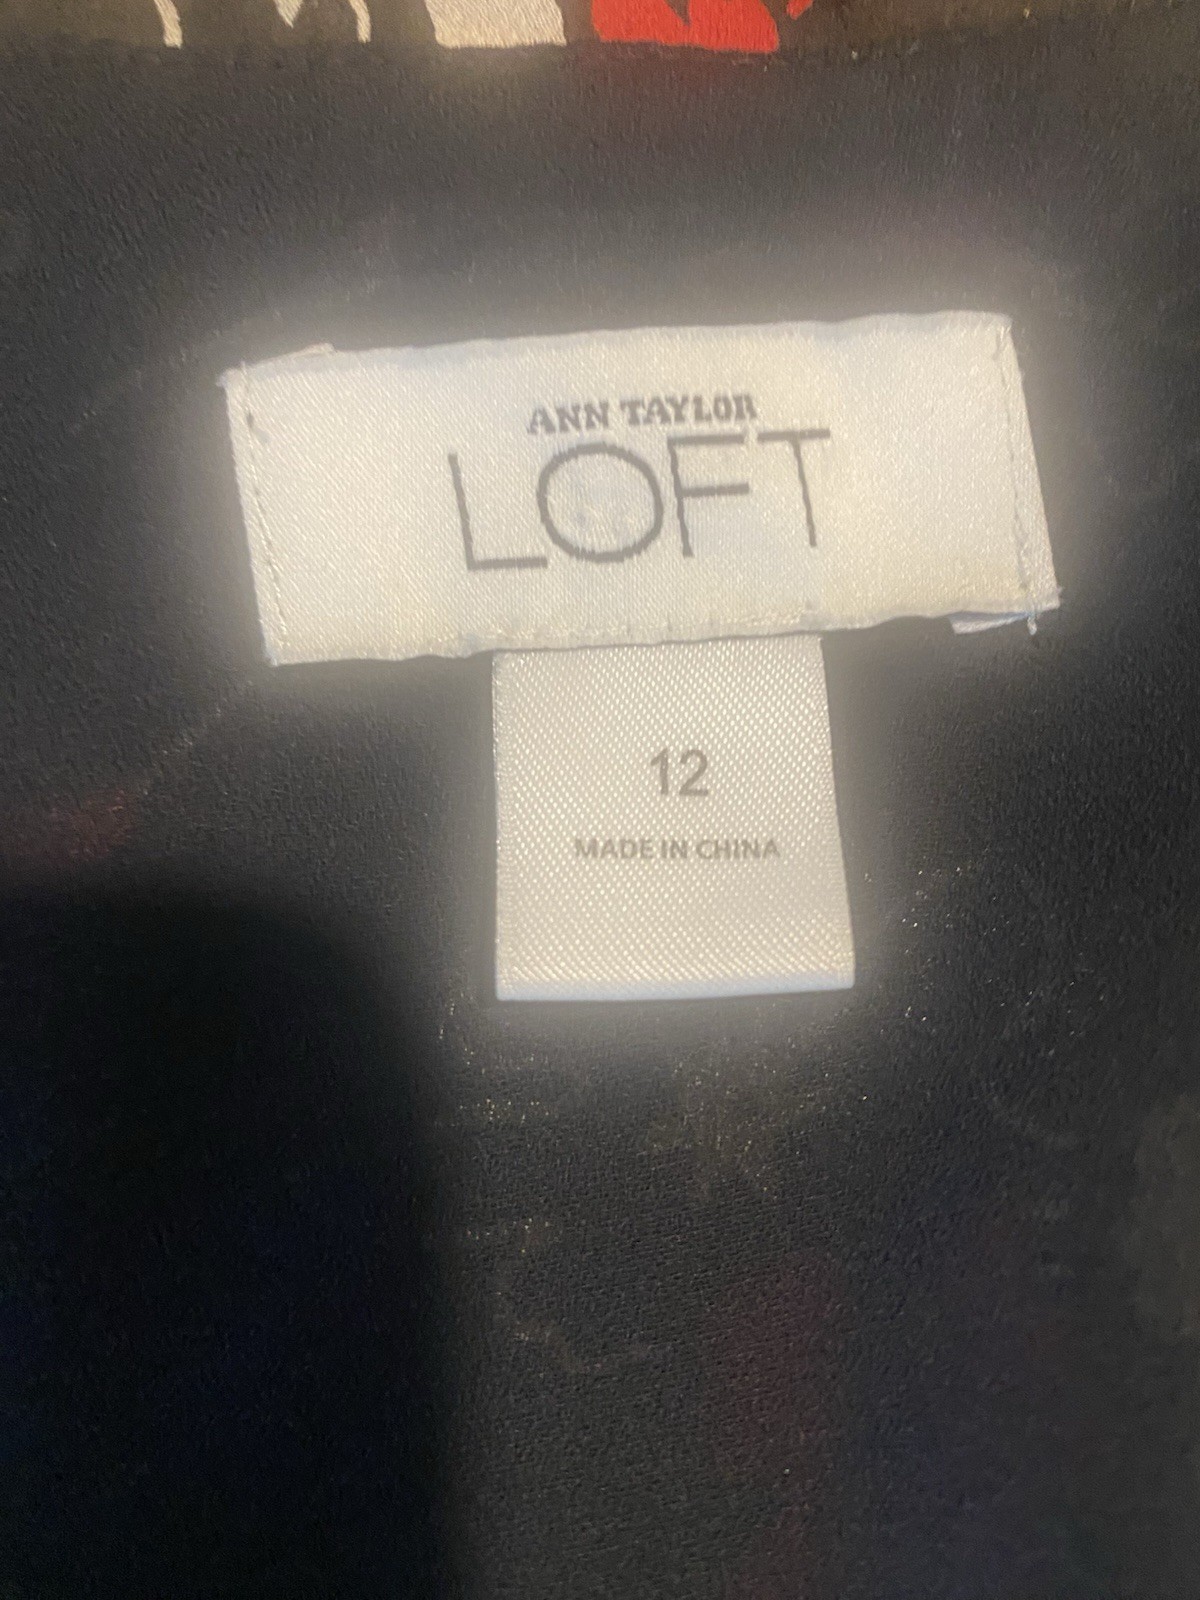 ANN TAYLOR
LOFT
12
MADE IN CHINA